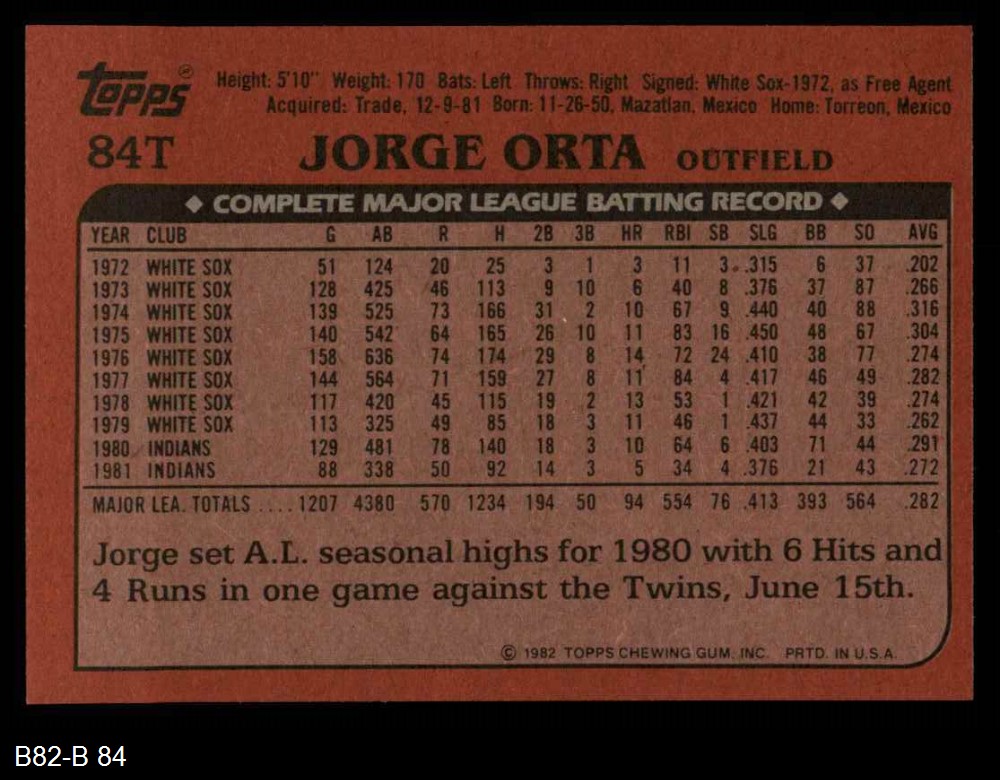 Topps Height: 5'10" Weight: 170 Bats: Left Throws: Right Signed: White Sox-1972, as Free Agent
Acquired: Trade, 12-9-81 Born: 11-26-50, Mazatlan, Mexico Home: Torreon, Mexico
84T JORGE ORTA OUTFIELD
◆ COMPLETE MAJOR LEAGUE BATTING RECORD ◆
YEAR CLUB G AB R H 2B 3B HR RBI SB SLG BB SO AVG
1972 WHITE SOX 51 124 20 25 3 1 3 11 3 .315 6 37 .202
1973 WHITE SOX 128 425 46 113 9 10 6 40 8 .376 37 87 .266
1974 WHITE SOX 139 525 73 166 31 2 10 67 9 .440 40 88 .316
1975 WHITE SOX 140 542 64 165 26 10 11 83 16 .450 48 67 .304
1976 WHITE SOX 158 636 74 174 29 8 14 72 24 .410 38 77 .274
1977 WHITE SOX 144 564 71 159 27 8 11 84 4 .417 46 49 .282
1978 WHITE SOX 117 420 45 115 19 2 13 53 1 .421 42 39 .274
1979 WHITE SOX 113 325 49 85 18 3 11 46 1 .437 44 33 .262
1980 INDIANS 129 481 78 140 18 3 10 64 6 .403 71 44 .291
1981 INDIANS 88 338 50 92 14 3 5 34 4 .376 21 43 .272
MAJOR LEA. TOTALS .... 1207 4380 570 1234 194 50 94 554 76 .413 393 564 .282
Jorge set A.L. seasonal highs for 1980 with 6 Hits and
4 Runs in one game against the Twins, June 15th.
© 1982 TOPPS CHEWING GUM, INC. PRTD. IN U.S.A.
B82-B 84